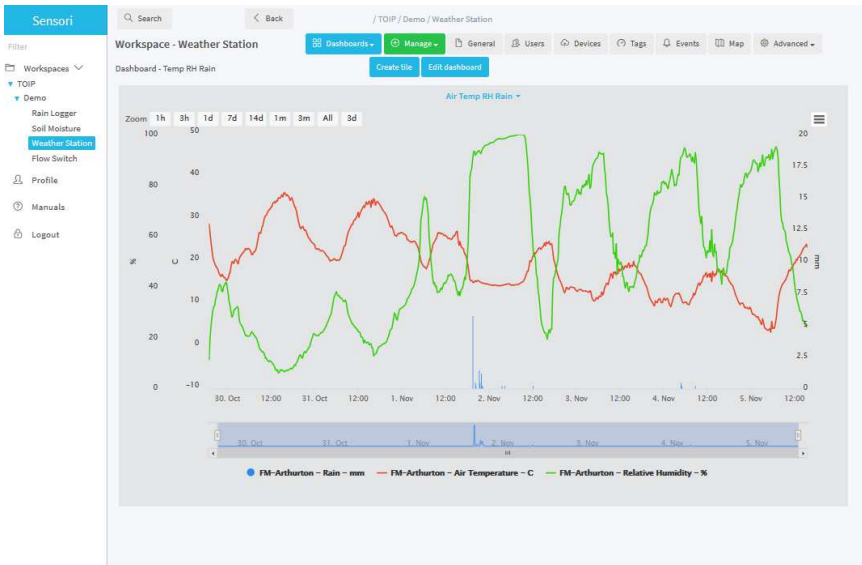 Sensori
Filter
Workspaces
TOIP
Demo
Rain Logger
Soil Moisture
Weather Station
Flow Switch
Profile
Manuals
Logout
Search
Back
/ TOIP / Demo / Weather Station
Workspace - Weather Station
Dashboards Manage General Users Devices Tags Events Map Advanced
Dashboard - Temp RH Rain
Create tile Edit dashboard
Air Temp RH Rain
Zoom 1h 3h 1d 7d 14d 1m 3m All 3d
100 50 20
40 17.5
80
30 15
60 12.5
% C 20 10 mm
40
10 7.5
20 0 5
2.5
0 -10 0
30. Oct 12:00 31. Oct 12:00 1. Nov 12:00 2. Nov 12:00 3. Nov 12:00 4. Nov 12:00 5. Nov 12:00
30. Oct 31. Oct 1. Nov 2. Nov 3. Nov 4. Nov 5. Nov
FM-Arthurton - Rain - mm FM-Arthurton - Air Temperature - C FM-Arthurton - Relative Humidity - %